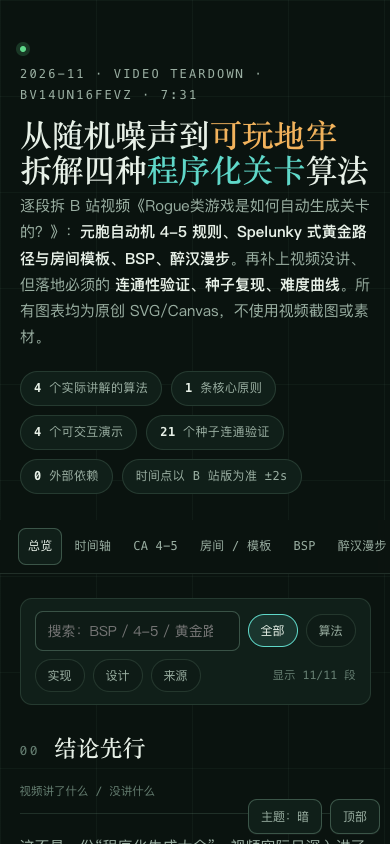 2026-11 · VIDEO TEARDOWN ·
BV14UN16FEVZ · 7:31
从随机噪声到可玩地牢
拆解四种程序化关卡算法
逐段拆 B 站视频《Rogue类游戏是如何自动生成关卡
的？》：元胞自动机 4–5 规则、Spelunky 式黄金路
径与房间模板、BSP、醉汉漫步。再补上视频没讲、
但落地必须的 连通性验证、种子复现、难度曲线。所
有图表均为原创 SVG/Canvas，不使用视频截图或素
材。
4 个实际讲解的算法 1 条核心原则
4 个可交互演示 21 个种子连通验证
0 外部依赖 时间点以 B 站版为准 ±2s
总览 时间轴 CA 4–5 房间 / 模板 BSP 醉汉漫步
搜索：BSP / 4–5 / 黄金路 全部 算法
实现 设计 来源 显示 11/11 段
00 结论先行
视频讲了什么 / 没讲什么
主题：暗 顶部